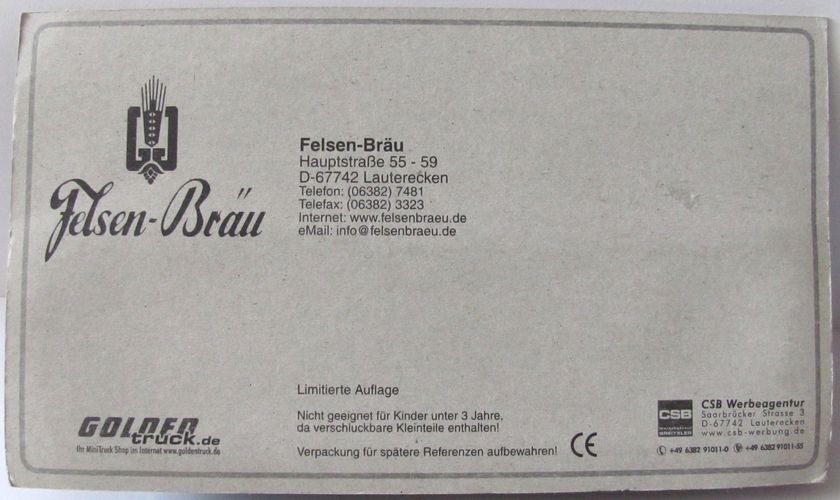 Felsen-Bräu
Felsen-Bräu
Hauptstraße 55 - 59
D-67742 Lauterecken
Telefon: (06382) 7481
Telefax: (06382) 3323
Internet: www.felsenbraeu.de
eMail: info@felsenbraeu.de
Limitierte Auflage
Nicht geeignet für Kinder unter 3 Jahre,
da verschluckbare Kleinteile enthalten!
Verpackung für spätere Referenzen aufbewahren!
CE
GOLDEN
truck.de
Ihr MiniTruck Shop im Internet www.goldentruck.de
CSB
CSB Werbeagentur
Saarbrücker Strasse 3
D-67742 Lauterecken
www.csb-werbung.de
+49 6382 91011-0
+49 6382 91011-55